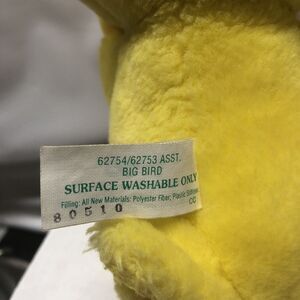 62754/62753 ASST.
BIG BIRD
SURFACE WASHABLE ONLY
Filling: All New Materials: Polyester Fiber, Plastic
CC
80510